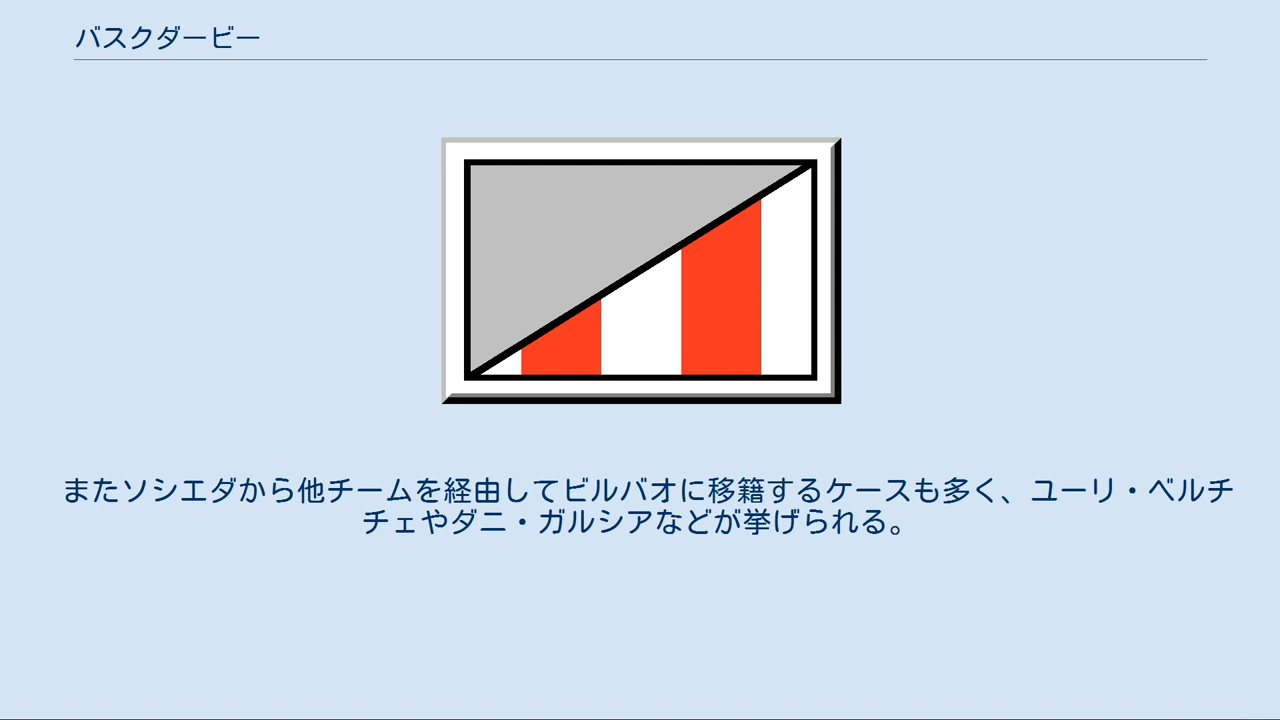 バスクダービー
またソシエダから他チームを経由してビルバオに移籍するケースも多く、ユーリ・ベルチ
チェやダニ・ガルシアなどが挙げられる。